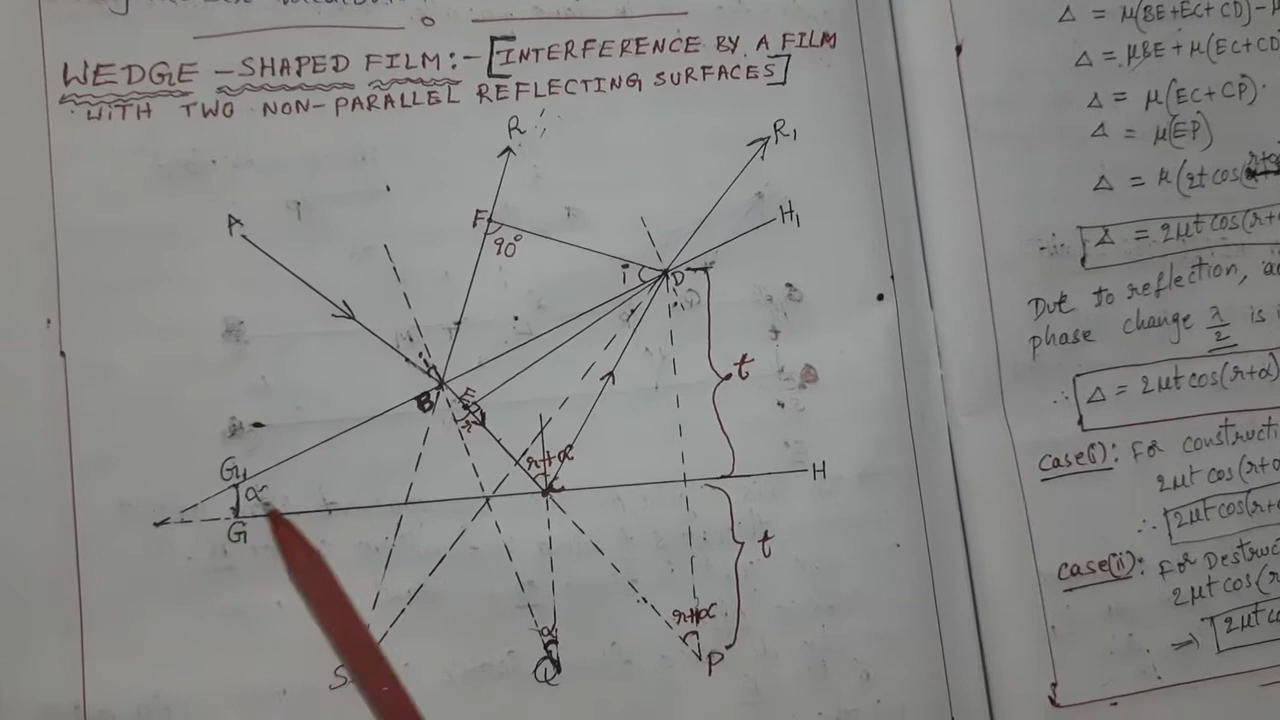 WEDGE -SHAPED FILM:- [INTERFERENCE BY A FILM
WITH TWO NON-PARALLEL REFLECTING SURFACES]
R
R₁
A
F
H₁
90°
i
D
i
t
B
E
r
r+α
C
H
G₁
α
G
t
r+α
α
S
Q
P
Δ = μ(BE+EC+CD)-
Δ = μBE + μ(EC+CD
Δ = μ(EC+CP).
Δ = μ(EP)
Δ = μ(2t cos(r+α
∴ Δ = 2μt cos(r+
Due to reflection, a
phase change λ/2 is
∴ Δ = 2μt cos(r+α)
case(i): For constructi
2μt cos(r+α
∴ 2μt cos(r+
case(ii): For Destruc
2μt cos(r
⇒ 2μt co